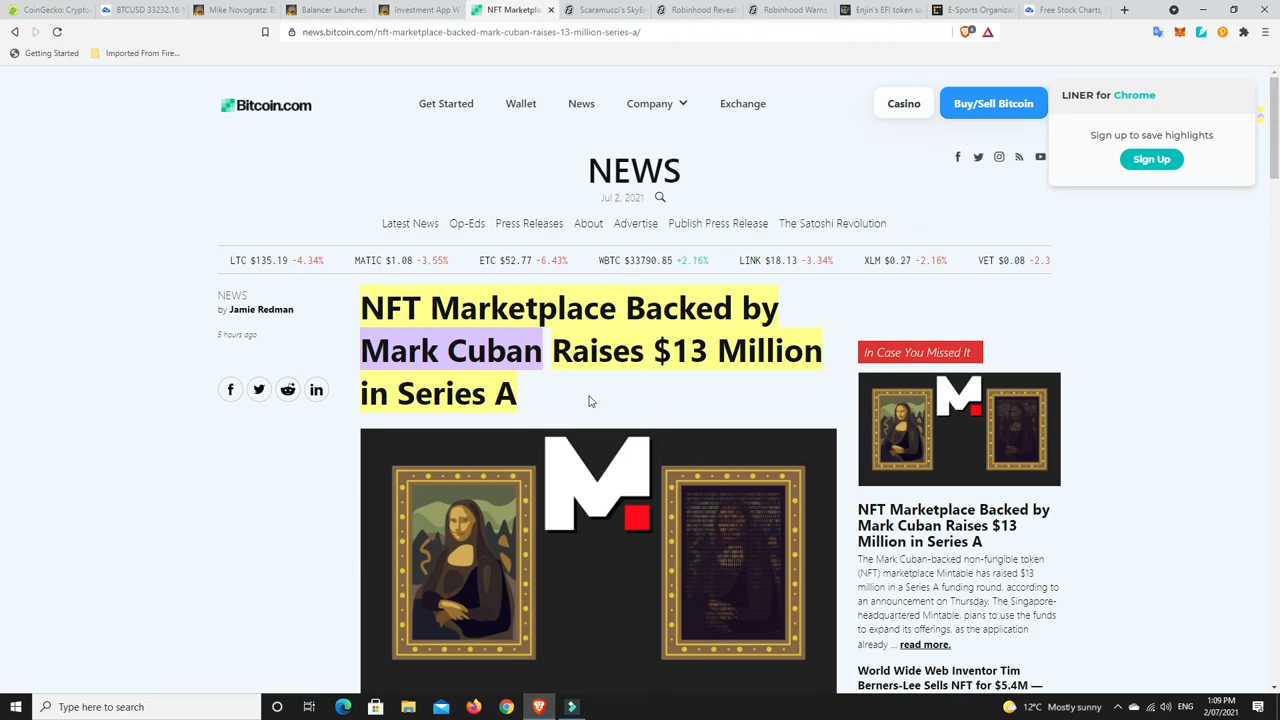 CoinGecko: Crypto
BTCUSD 33232.16
Mike Novogratz: B
Balancer Launches
Investment App W
NFT Marketpla
Scaramucci's Skyb
Robinhood Reveal
Robinhood Warns
Enjin's EFI token s
E-Sports Organiza
Free Stock Charts,
news.bitcoin.com/nft-marketplace-backed-mark-cuban-raises-13-million-series-a/
Getting Started
Imported From Fire...
Bitcoin.com
Get Started
Wallet
News
Company
Exchange
Casino
Buy/Sell Bitcoin
LINER for Chrome
Sign up to save highlights
Sign Up
NEWS
Jul 2, 2021
Latest News Op-Eds Press Releases About Advertise Publish Press Release The Satoshi Revolution
LTC $135.19 -4.34% MATIC $1.08 -3.55% ETC $52.77 -6.43% WBTC $33790.85 +2.16% LINK $18.13 -3.34% XLM $0.27 -2.16% VET $0.08 -2.3
NEWS
by Jamie Redman
5 hours ago
NFT Marketplace Backed by
Mark Cuban Raises $13 Million
in Series A
M
In Case You Missed It
M
NFT Marketplace Backed by
Mark Cuban Raises $13
Million in Series A
The Mark Cuban-backed non-fungible token
(NFT) marketplace Mintable has raised $13
million in a Series A funding round, according to
an announcement on Thursday. The Singapore-
headquartered Mintable, plans to use the funds
to expand its offerings, as the application
already ... read more.
World Wide Web Inventor Tim
Berners-Lee Sells NFT for $5.4M —
Type here to search
12°C Mostly sunny
ENG
1:09 PM
2/07/2021